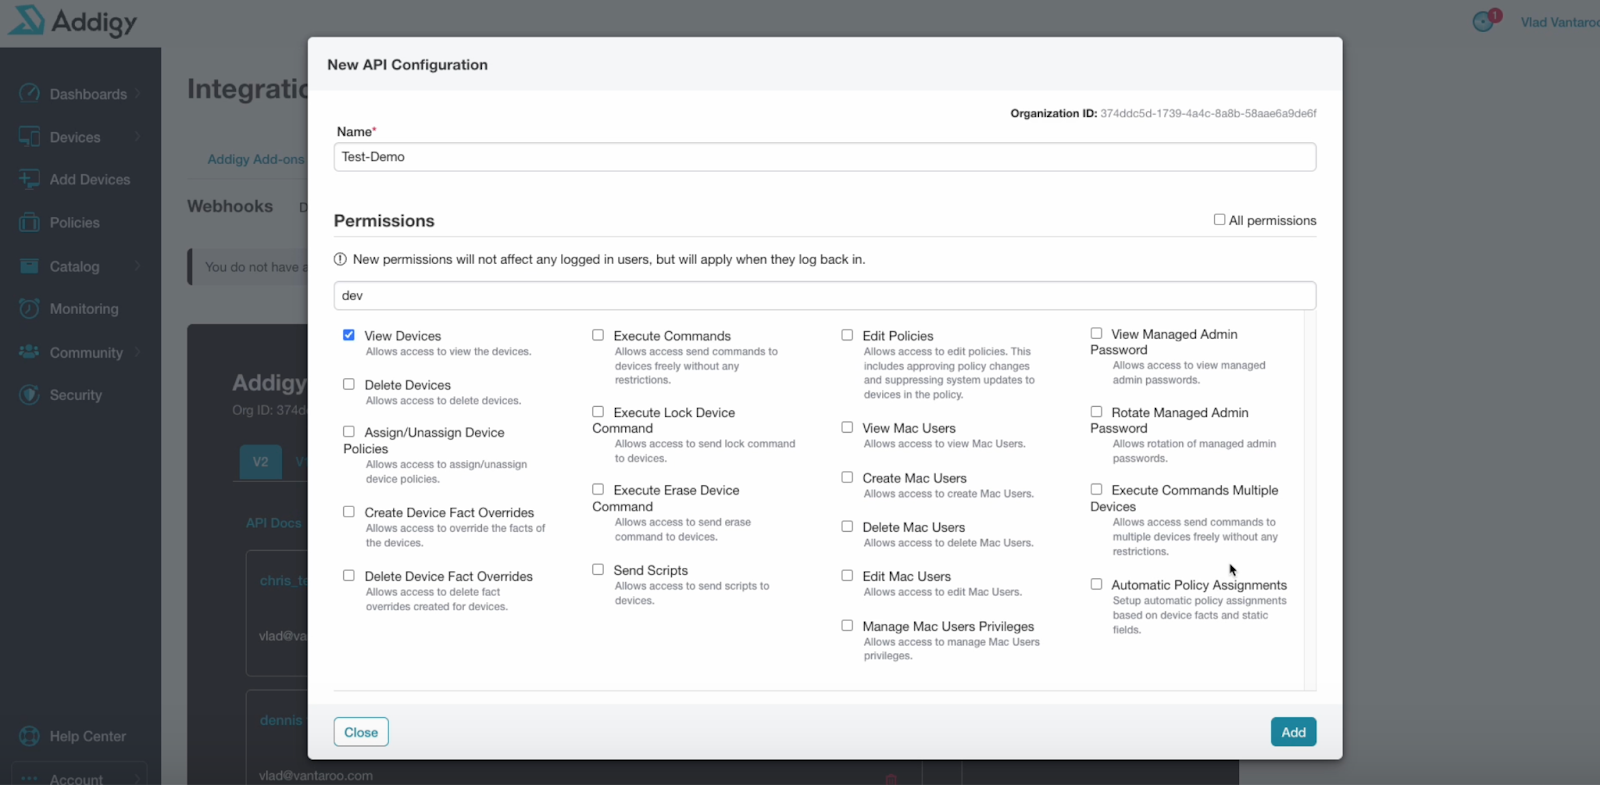 Addigy
1
Vlad Vantaroo
New API Configuration
Dashboards
Devices
Add Devices
Policies
Catalog
Monitoring
Community
Security
Help Center
Account
Addigy Add-ons
Webhooks
You do not have a
Addigy
V2
API Docs
vlad@va
dennis
vlad@vantaroo.com
Organization ID: 374ddc5d-1739-4a4c-8a8b-58aae6a9de6f
Name*
Test-Demo
Permissions
All permissions
New permissions will not affect any logged in users, but will apply when they log back in.
dev
View Devices
Allows access to view the devices.
Delete Devices
Allows access to delete devices.
Assign/Unassign Device
Policies
Allows access to assign/unassign
device policies.
Create Device Fact Overrides
Allows access to override the facts of
the devices.
Delete Device Fact Overrides
Allows access to delete fact
overrides created for devices.
Execute Commands
Allows access send commands to
devices freely without any
restrictions.
Execute Lock Device
Command
Allows access to send lock command
to devices.
Execute Erase Device
Command
Allows access to send erase
command to devices.
Send Scripts
Allows access to send scripts to
devices.
Edit Policies
Allows access to edit policies. This
includes approving policy changes
and suppressing system updates to
devices in the policy.
View Mac Users
Allows access to view Mac Users.
Create Mac Users
Allows access to create Mac Users.
Delete Mac Users
Allows access to delete Mac Users.
Edit Mac Users
Allows access to edit Mac Users.
Manage Mac Users Privileges
Allows access to manage Mac Users
privileges.
View Managed Admin
Password
Allows access to view managed
admin passwords.
Rotate Managed Admin
Password
Allows rotation of managed admin
passwords.
Execute Commands Multiple
Devices
Allows access send commands to
multiple devices freely without any
restrictions.
Automatic Policy Assignments
Setup automatic policy assignments
based on device facts and static
fields.
Close
Add